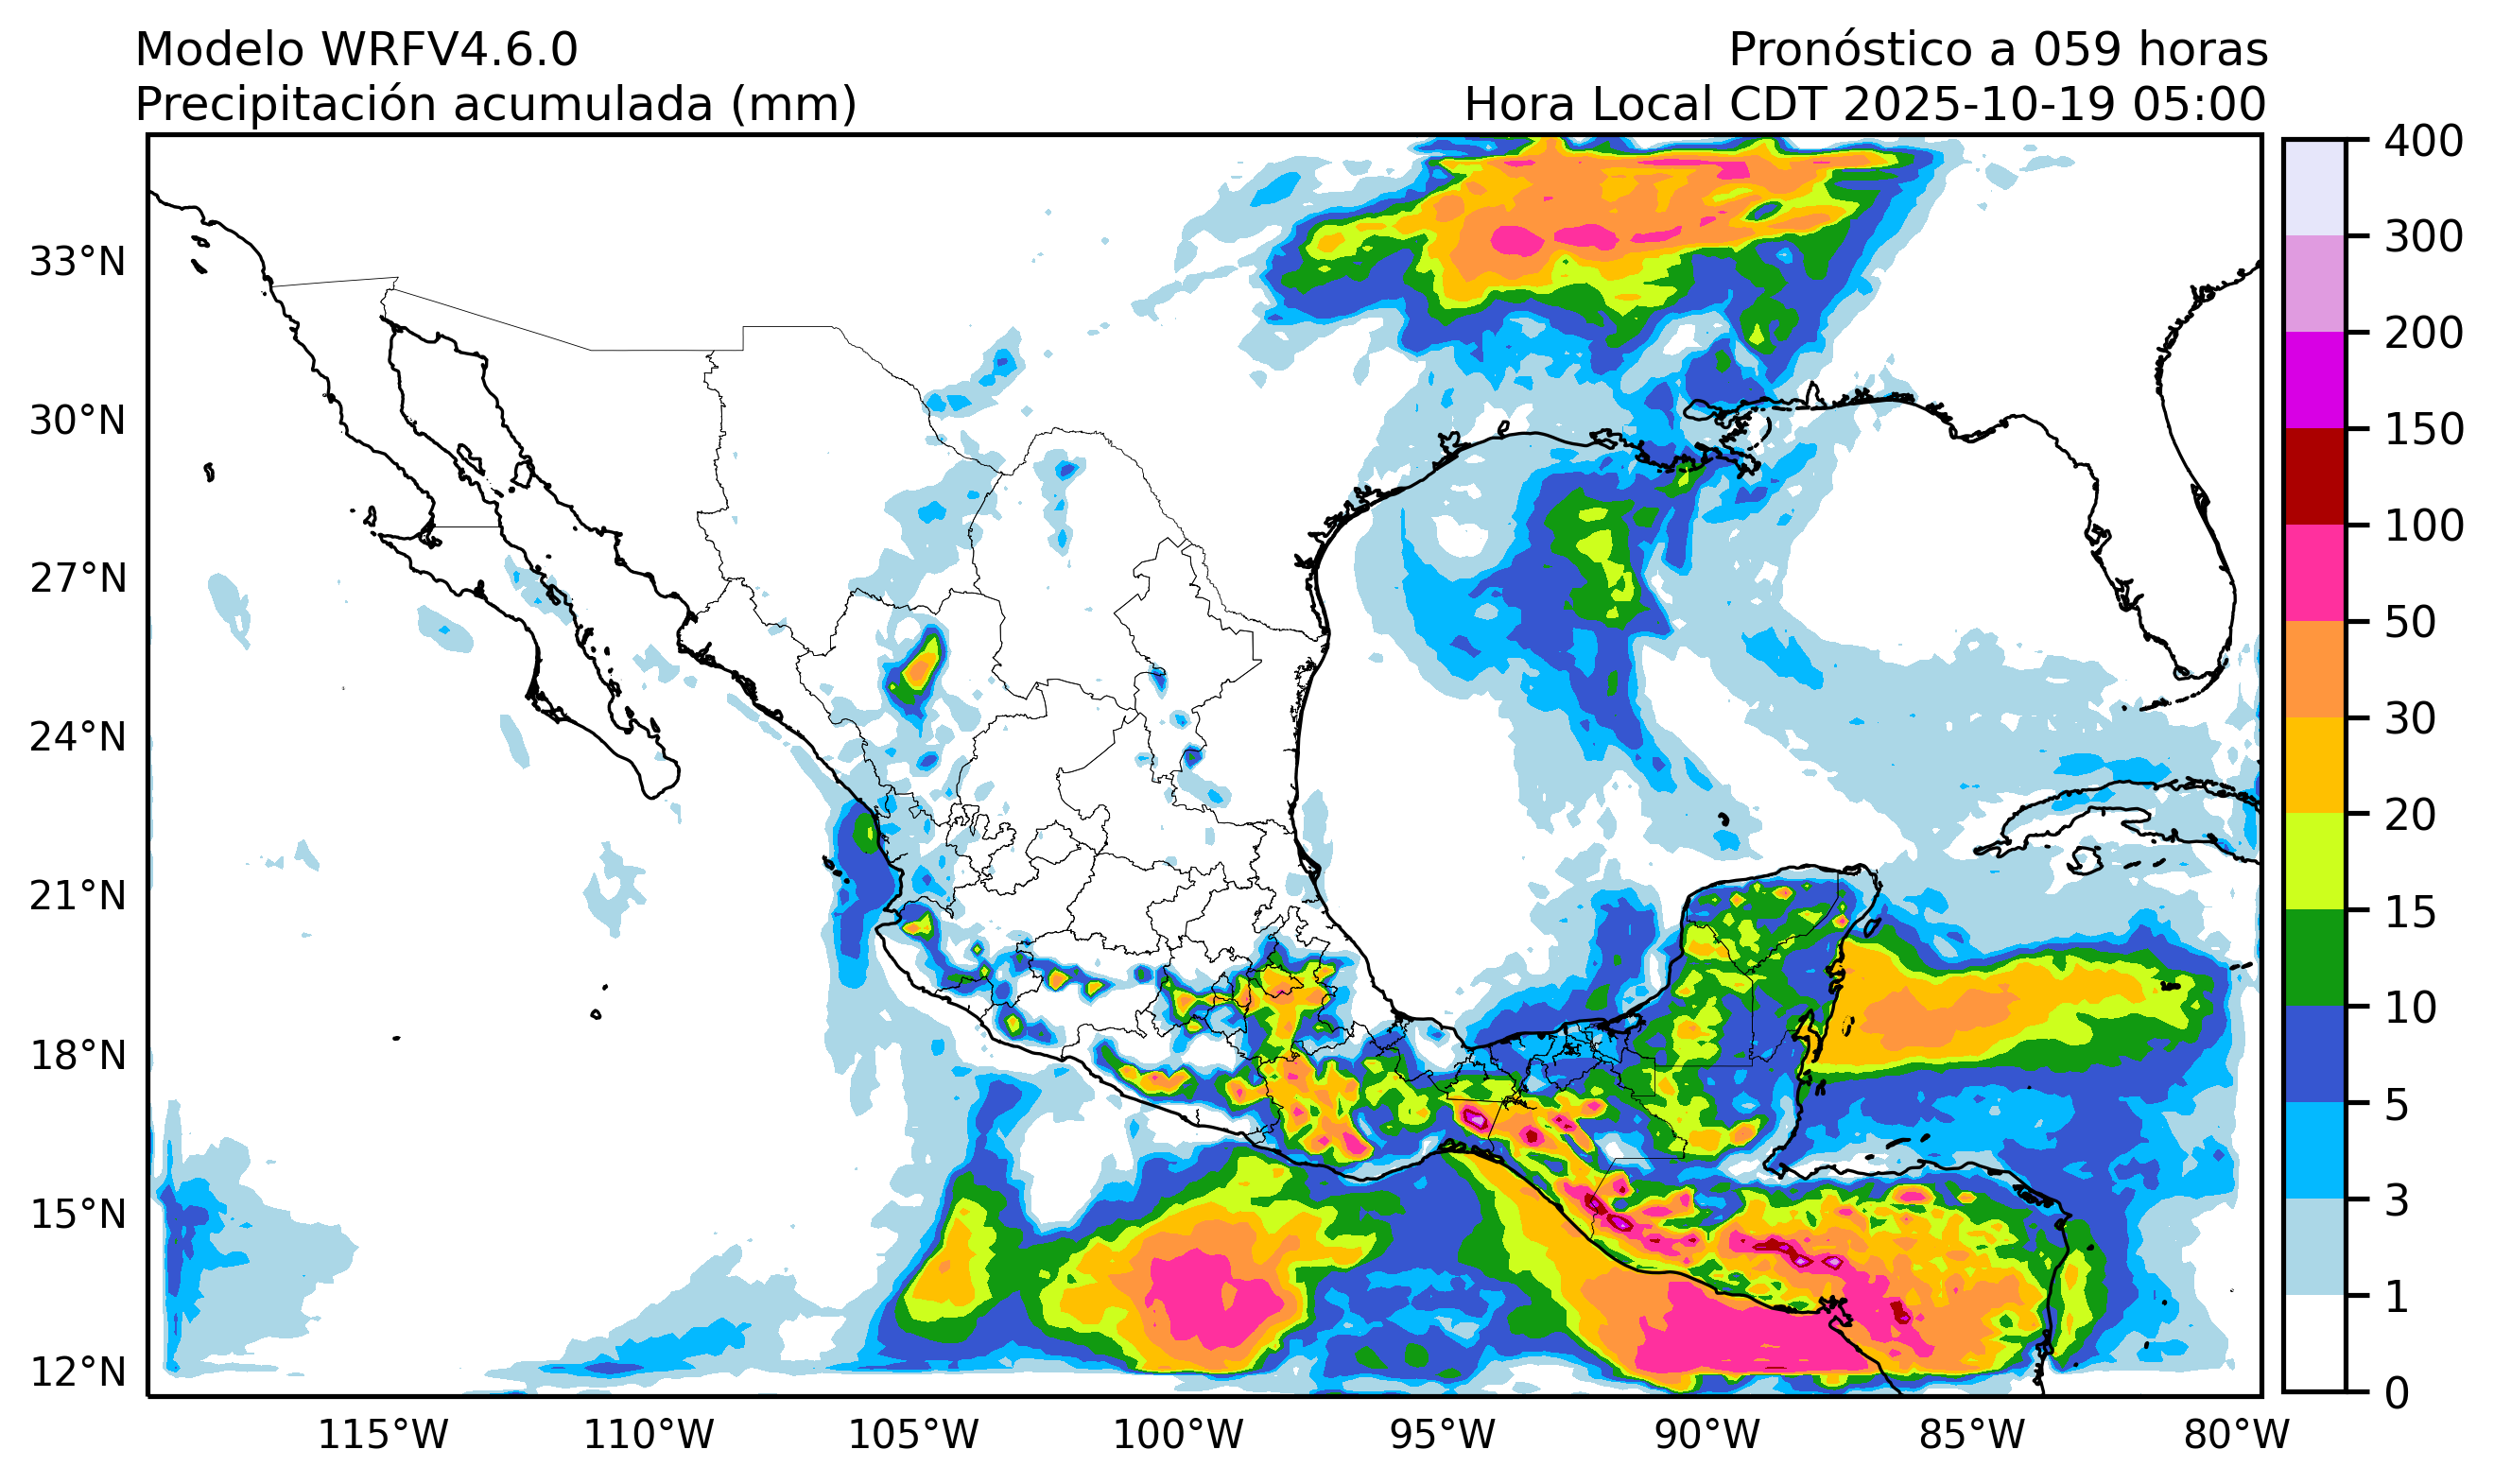 Modelo WRFV4.6.0
Pronóstico a 059 horas
Precipitación acumulada (mm)
Hora Local CDT 2025-10-19 05:00
33°N
30°N
27°N
24°N
21°N
18°N
15°N
12°N
115°W
110°W
105°W
100°W
95°W
90°W
85°W
80°W
400
300
200
150
100
50
30
20
15
10
5
3
1
0